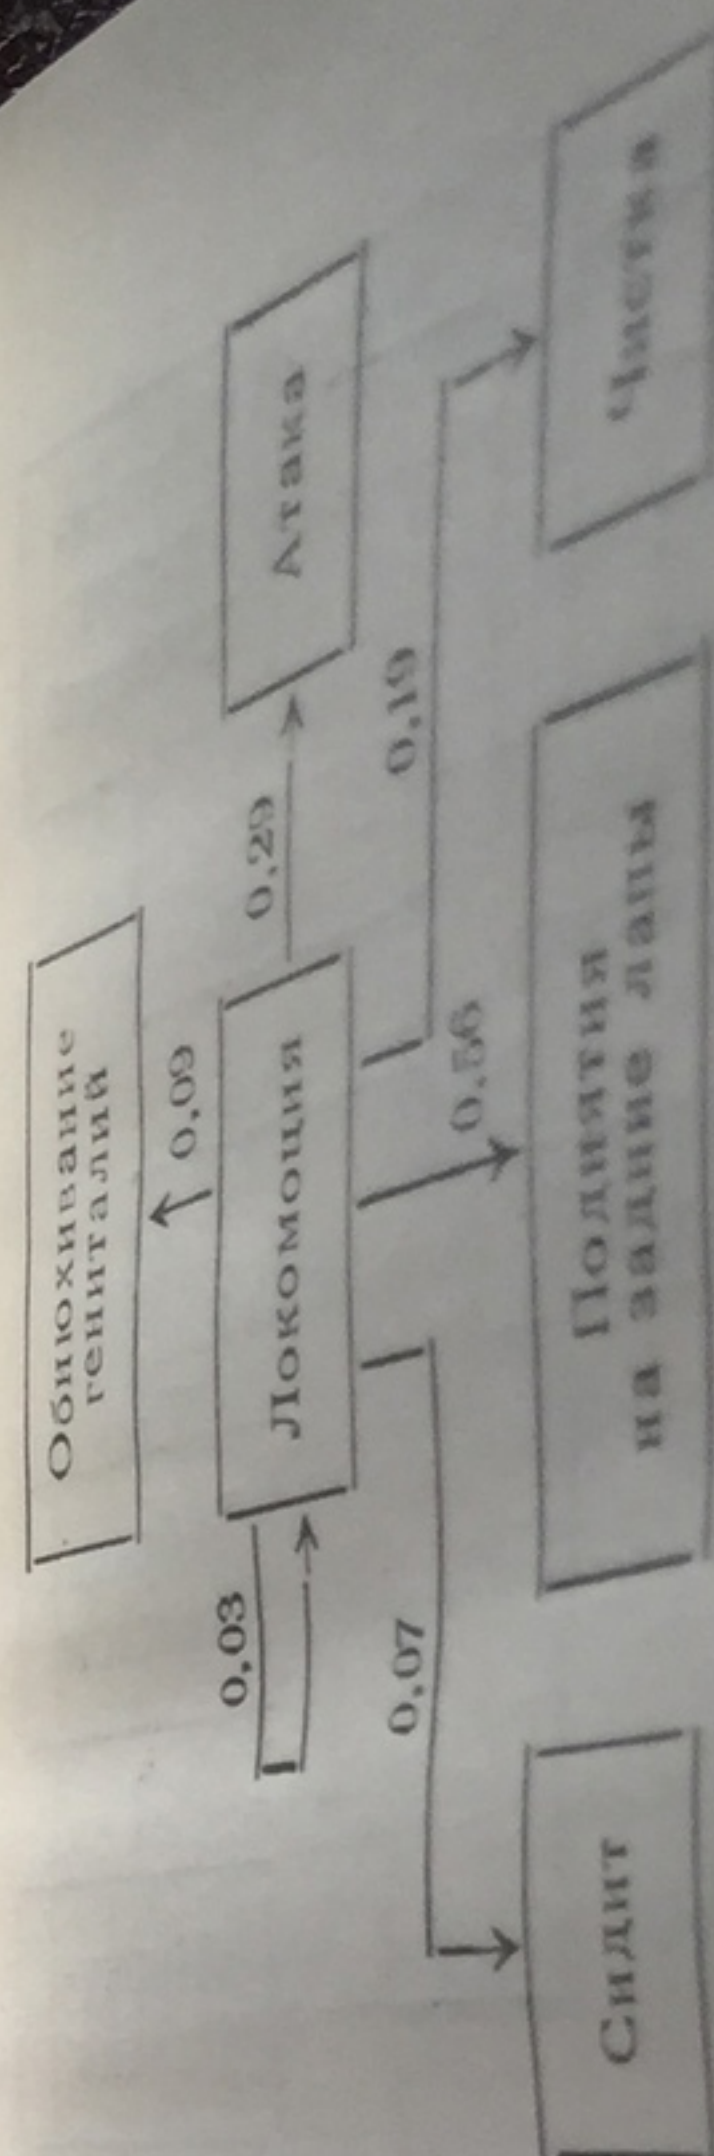 Обнюхивание
гениталий
0,09
0,03
Локомоция
0,29
Атака
0,07
0,56
0,19
Сидит
Поднятия
на задние лапы
Чистка